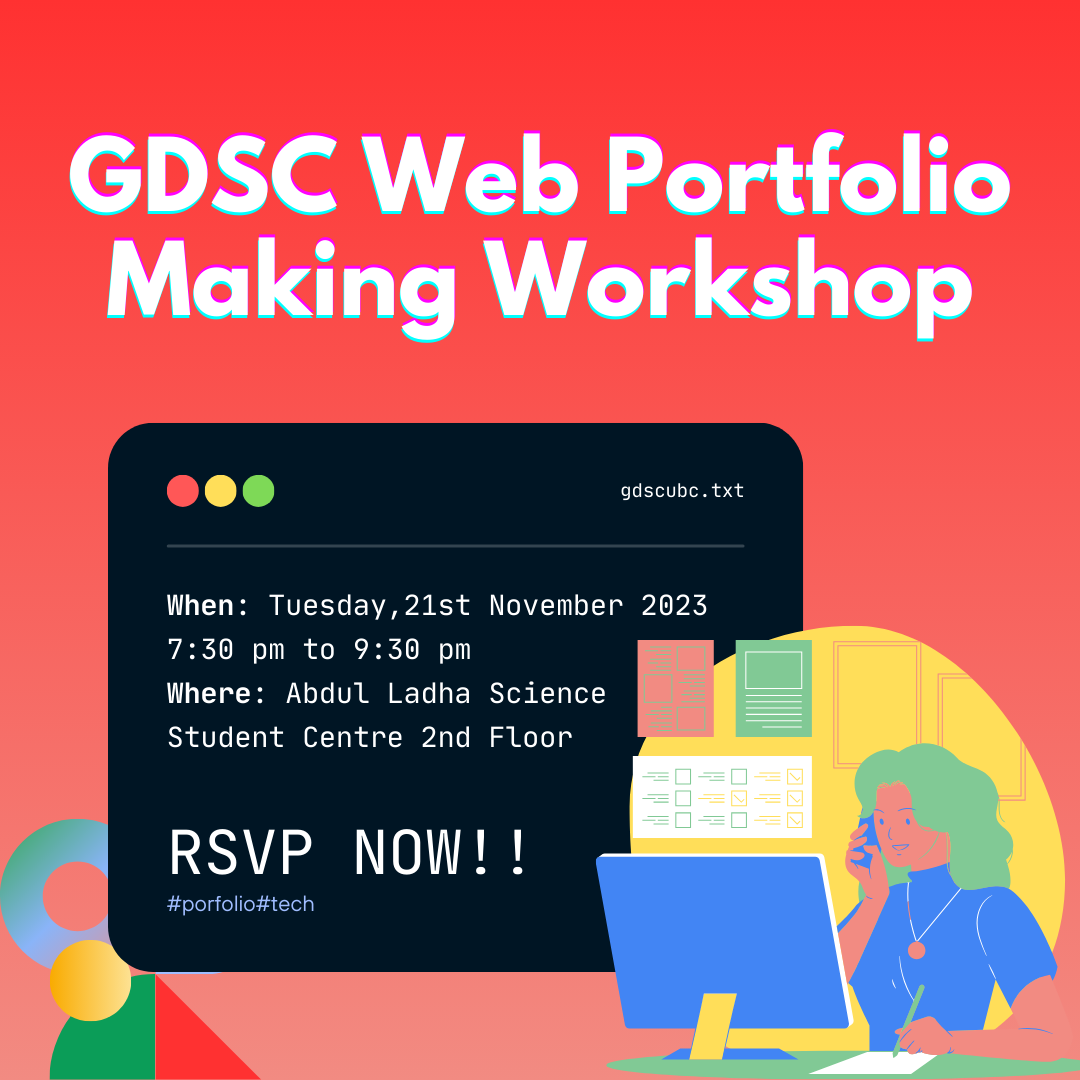 GDSC Web Portfolio
Making Workshop
gdscubc.txt
When: Tuesday,21st November 2023
7:30 pm to 9:30 pm
Where: Abdul Ladha Science
Student Centre 2nd Floor
RSVP NOW!!
#porfolio#tech